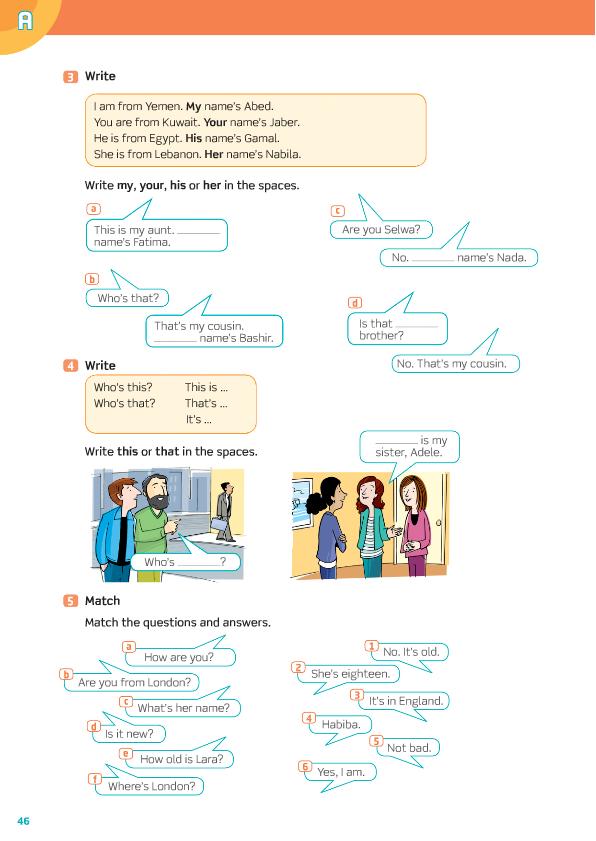 A
3 Write
I am from Yemen. My name's Abed.
You are from Kuwait. Your name's Jaber.
He is from Egypt. His name's Gamal.
She is from Lebanon. Her name's Nabila.
Write my, your, his or her in the spaces.
a
This is my aunt. ________
name's Fatima.
b
Who's that?
That's my cousin.
________ name's Bashir.
c
Are you Selwa?
No. ________ name's Nada.
d
Is that ________
brother?
No. That's my cousin.
4 Write
Who's this? This is ...
Who's that? That's ...
It's ...
Write this or that in the spaces.
Who's ________ ?
________ is my
sister, Adele.
5 Match
Match the questions and answers.
a How are you?
b Are you from London?
c What's her name?
d Is it new?
e How old is Lara?
f Where's London?
1 No. It's old.
2 She's eighteen.
3 It's in England.
4 Habiba.
5 Not bad.
6 Yes, I am.
46